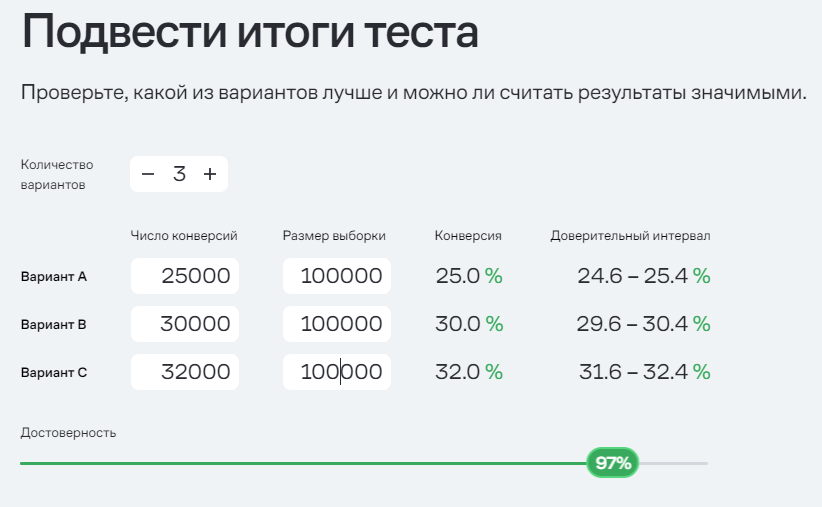 Подвести итоги теста
Проверьте, какой из вариантов лучше и можно ли считать результаты значимыми.
Количество
вариантов
− 3 +
Число конверсий Размер выборки Конверсия Доверительный интервал
Вариант A 25000 100000 25.0 % 24.6 – 25.4 %
Вариант B 30000 100000 30.0 % 29.6 – 30.4 %
Вариант C 32000 100000 32.0 % 31.6 – 32.4 %
Достоверность
97%